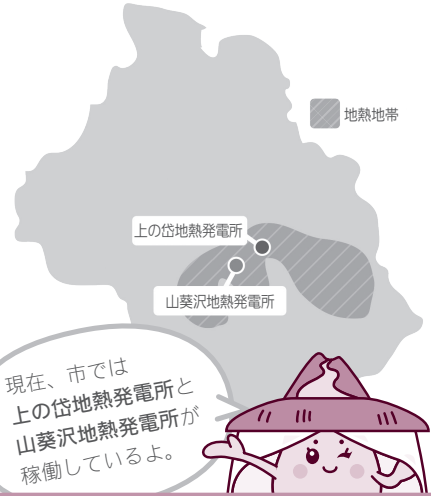 地熱地帯
上の岱地熱発電所
山葵沢地熱発電所
現在、市では
上の岱地熱発電所と
山葵沢地熱発電所が
稼働しているよ。